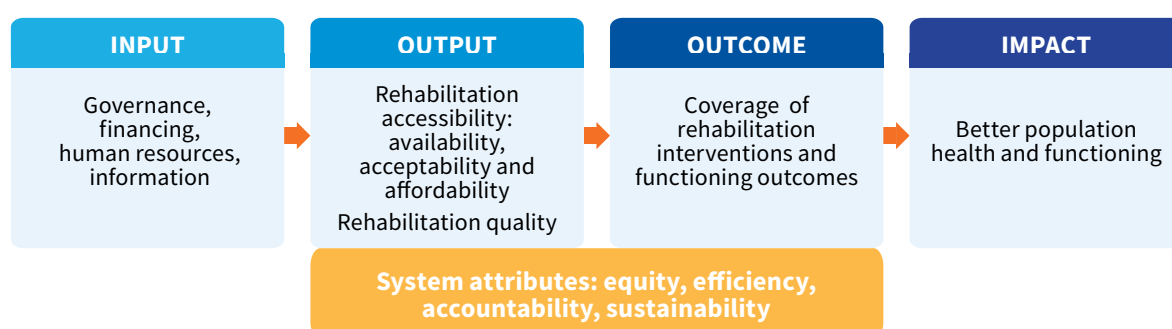 INPUT
Governance,
financing,
human resources,
information
OUTPUT
Rehabilitation
accessibility:
availability,
acceptability and
affordability
Rehabilitation quality
OUTCOME
Coverage of
rehabilitation
interventions and
functioning outcomes
IMPACT
Better population
health and functioning
System attributes: equity, efficiency,
accountability, sustainability